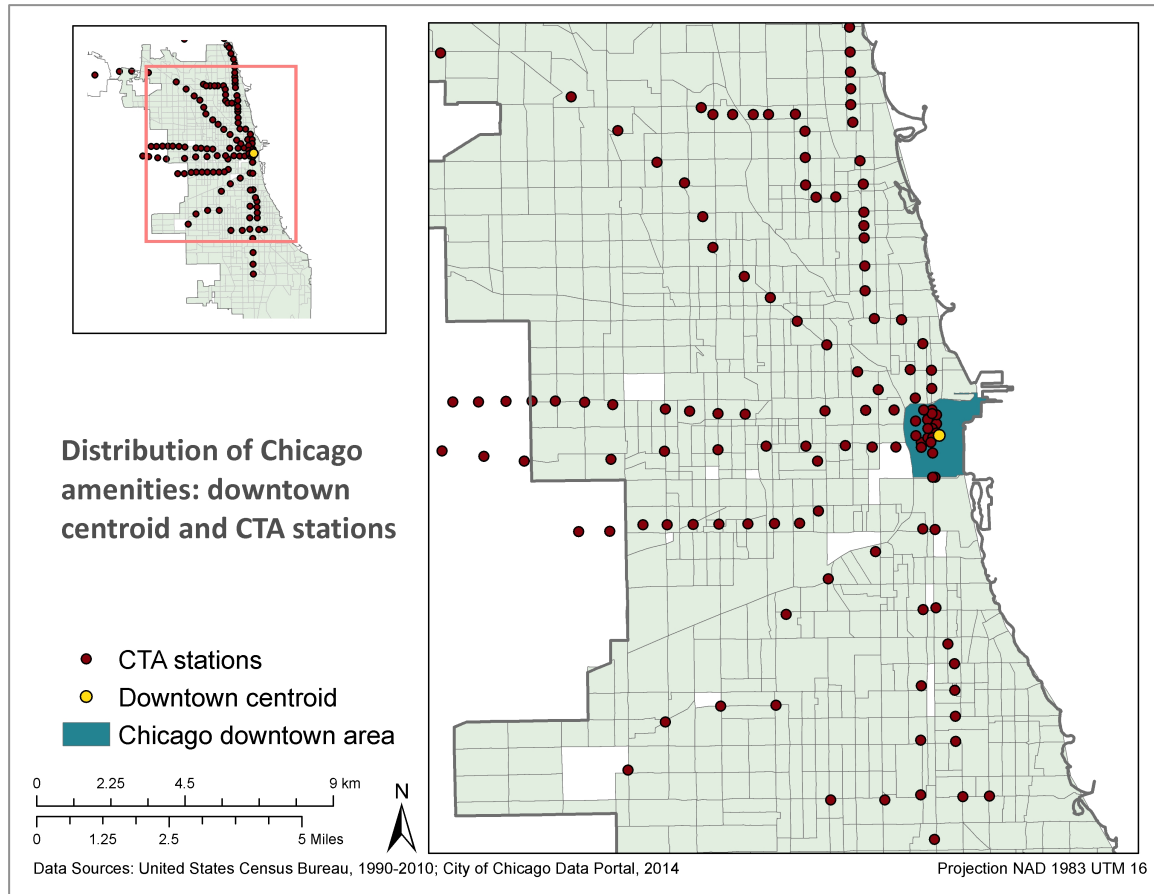 Distribution of Chicago
amenities: downtown
centroid and CTA stations
CTA stations
Downtown centroid
Chicago downtown area
0 2.25 4.5 9 km
0 1.25 2.5 5 Miles
N
Data Sources: United States Census Bureau, 1990-2010; City of Chicago Data Portal, 2014
Projection NAD 1983 UTM 16